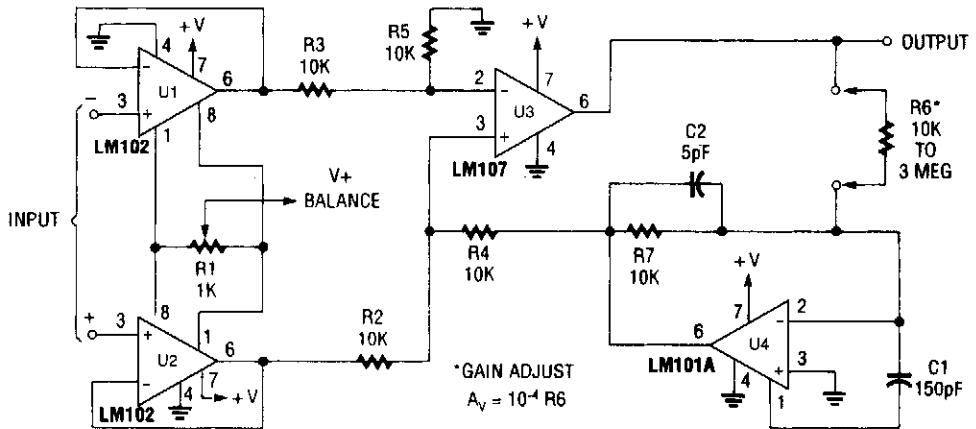 +V
4
7
−
U1
6
3
+
8
1
LM102
−
INPUT
+
R3
10K
R5
10K
+V
7
2
−
U3
6
3
+
4
LM107
OUTPUT
R6*
10K
TO
3 MEG
C2
5pF
V+
BALANCE
R1
1K
R4
10K
R7
10K
8
1
3
+
U2
6
−
4
7
+V
LM102
R2
10K
+V
7
2
−
6
U4
3
+
4
1
LM101A
C1
150pF
*GAIN ADJUST
AV = 10⁻⁴ R6